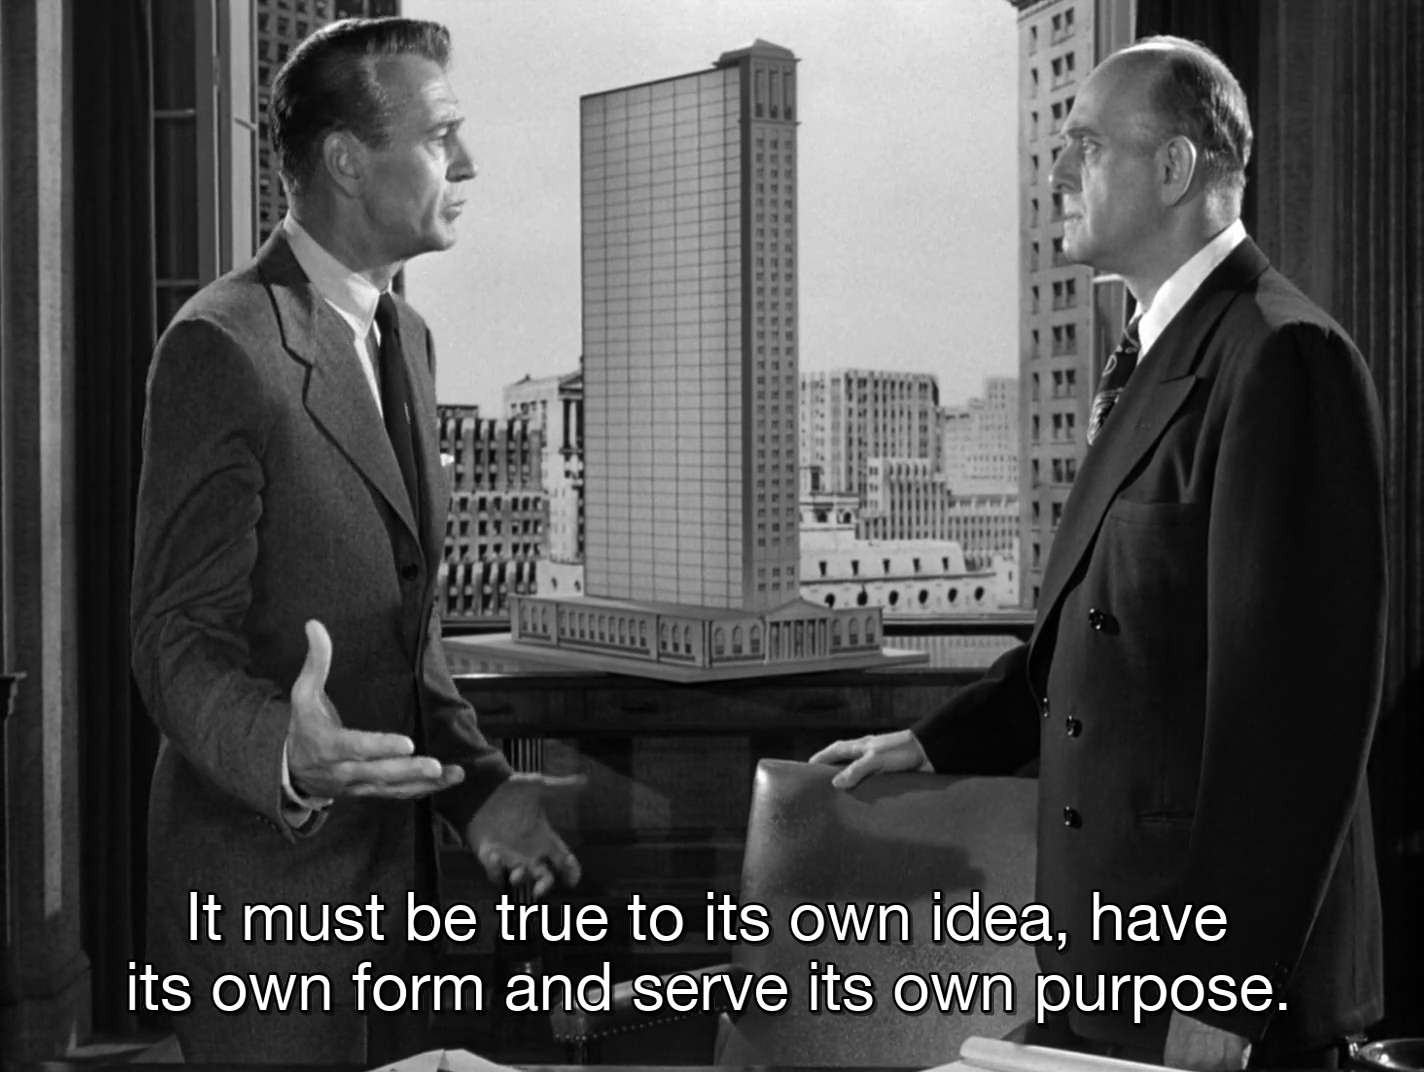 It must be true to its own idea, have
its own form and serve its own purpose.